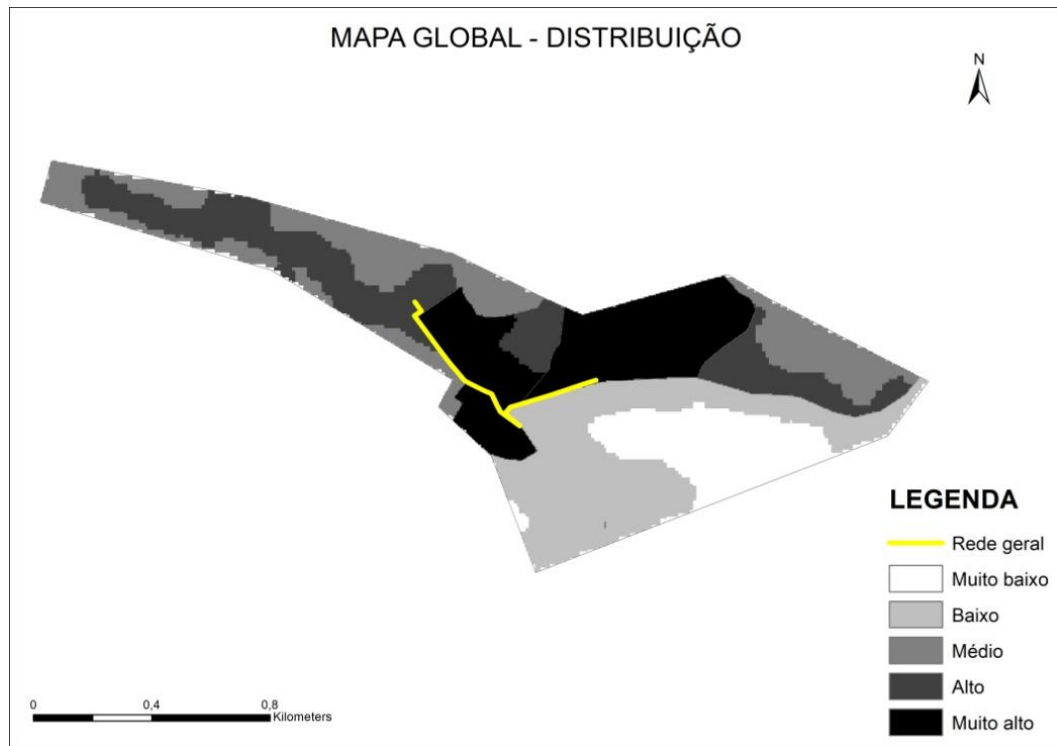 MAPA GLOBAL - DISTRIBUIÇÃO
N
LEGENDA
Rede geral
Muito baixo
Baixo
Médio
Alto
Muito alto
0 0,4 0,8
Kilometers